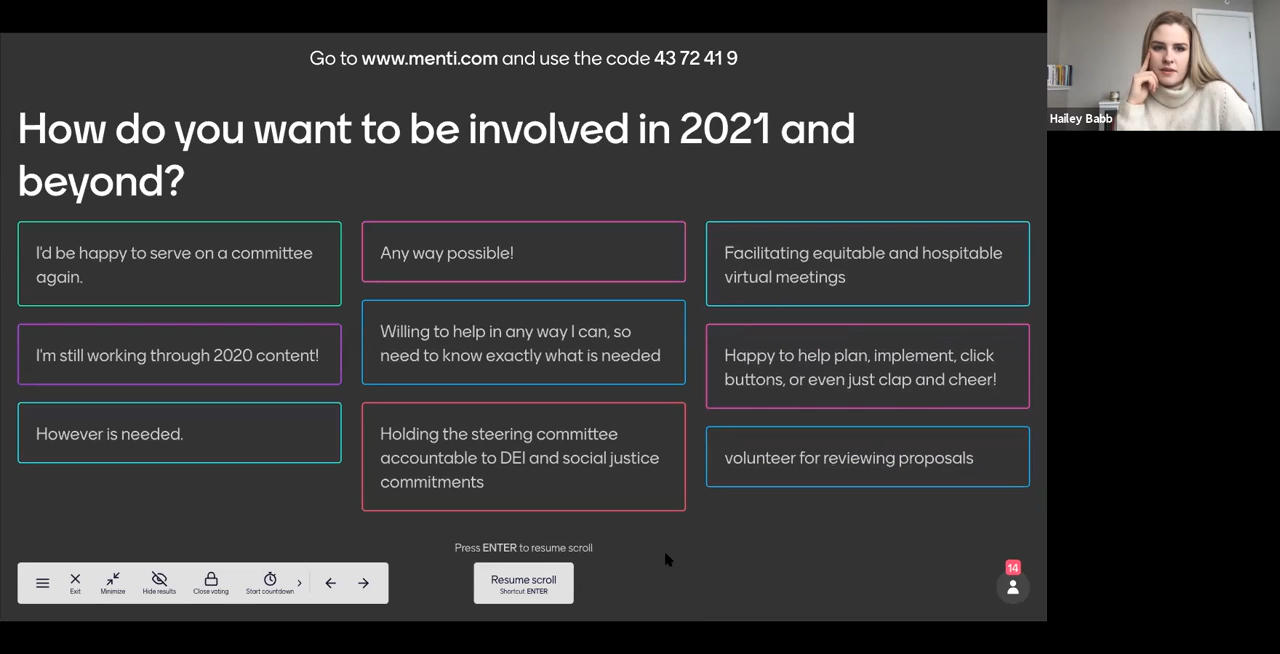 Go to www.menti.com and use the code 43 72 41 9
How do you want to be involved in 2021 and
beyond?
I'd be happy to serve on a committee
again.
I'm still working through 2020 content!
However is needed.
Any way possible!
Willing to help in any way I can, so
need to know exactly what is needed
Holding the steering committee
accountable to DEI and social justice
commitments
Facilitating equitable and hospitable
virtual meetings
Happy to help plan, implement, click
buttons, or even just clap and cheer!
volunteer for reviewing proposals
Press ENTER to resume scroll
Exit
Minimize
Hide results
Close voting
Start countdown
Resume scroll
Shortcut ENTER
14
Hailey Babb